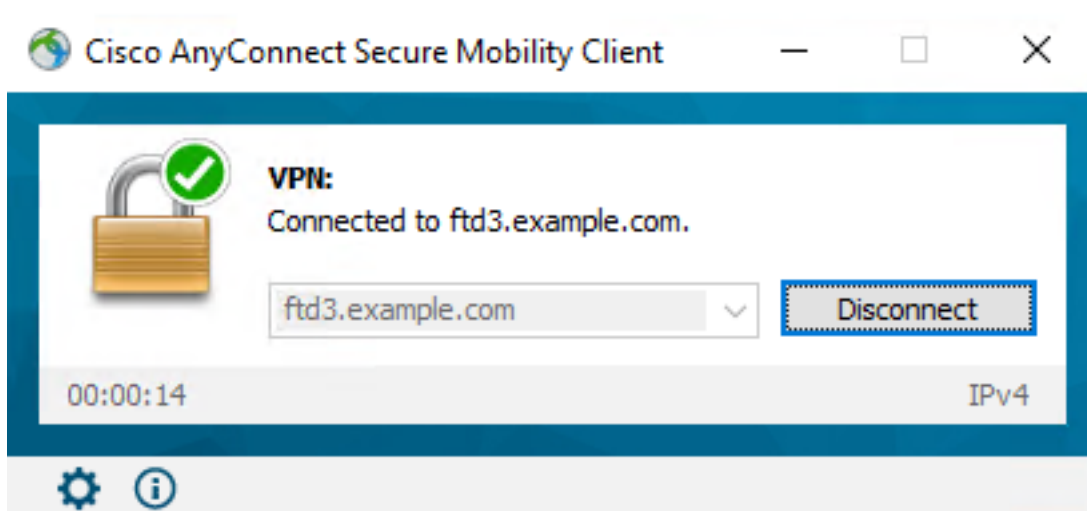 Cisco AnyConnect Secure Mobility Client
VPN:
Connected to ftd3.example.com.
ftd3.example.com
Disconnect
00:00:14
IPv4